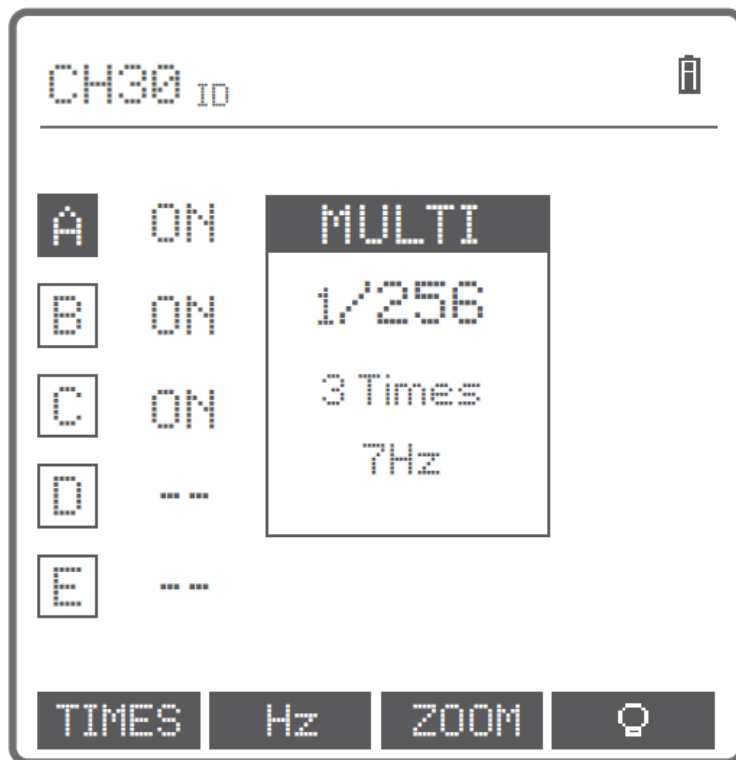 CH30 ID
A ON
B ON
C ON
D --
E --
MULTI
1/256
3 Times
7Hz
TIMES Hz ZOOM